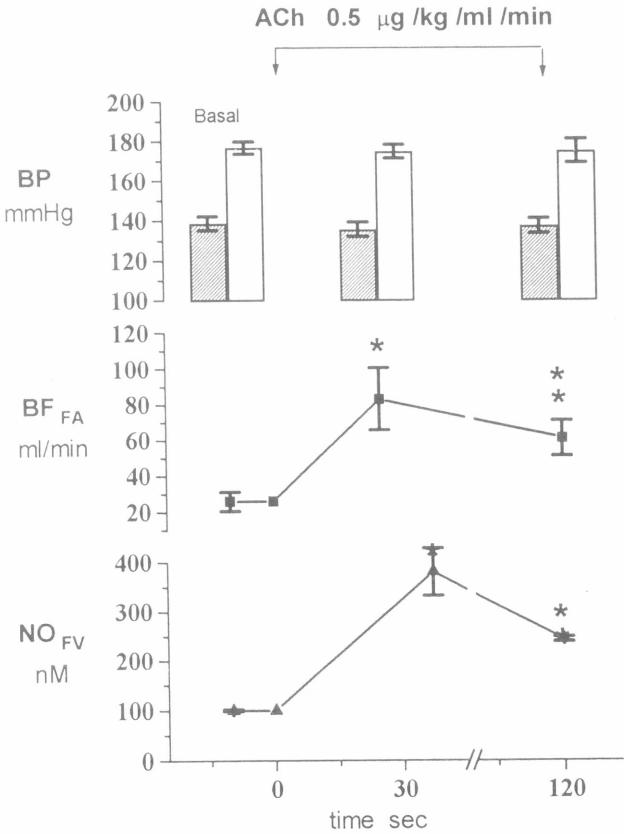 ACh 0.5 µg /kg /ml /min
200
Basal
180
BP
160
mmHg
140
120
100
120
*
100
*
*
BF FA
80
ml/min
60
40
20
400
*
300
*
NO FV
200
nM
100
0
0 30 // 120
time sec